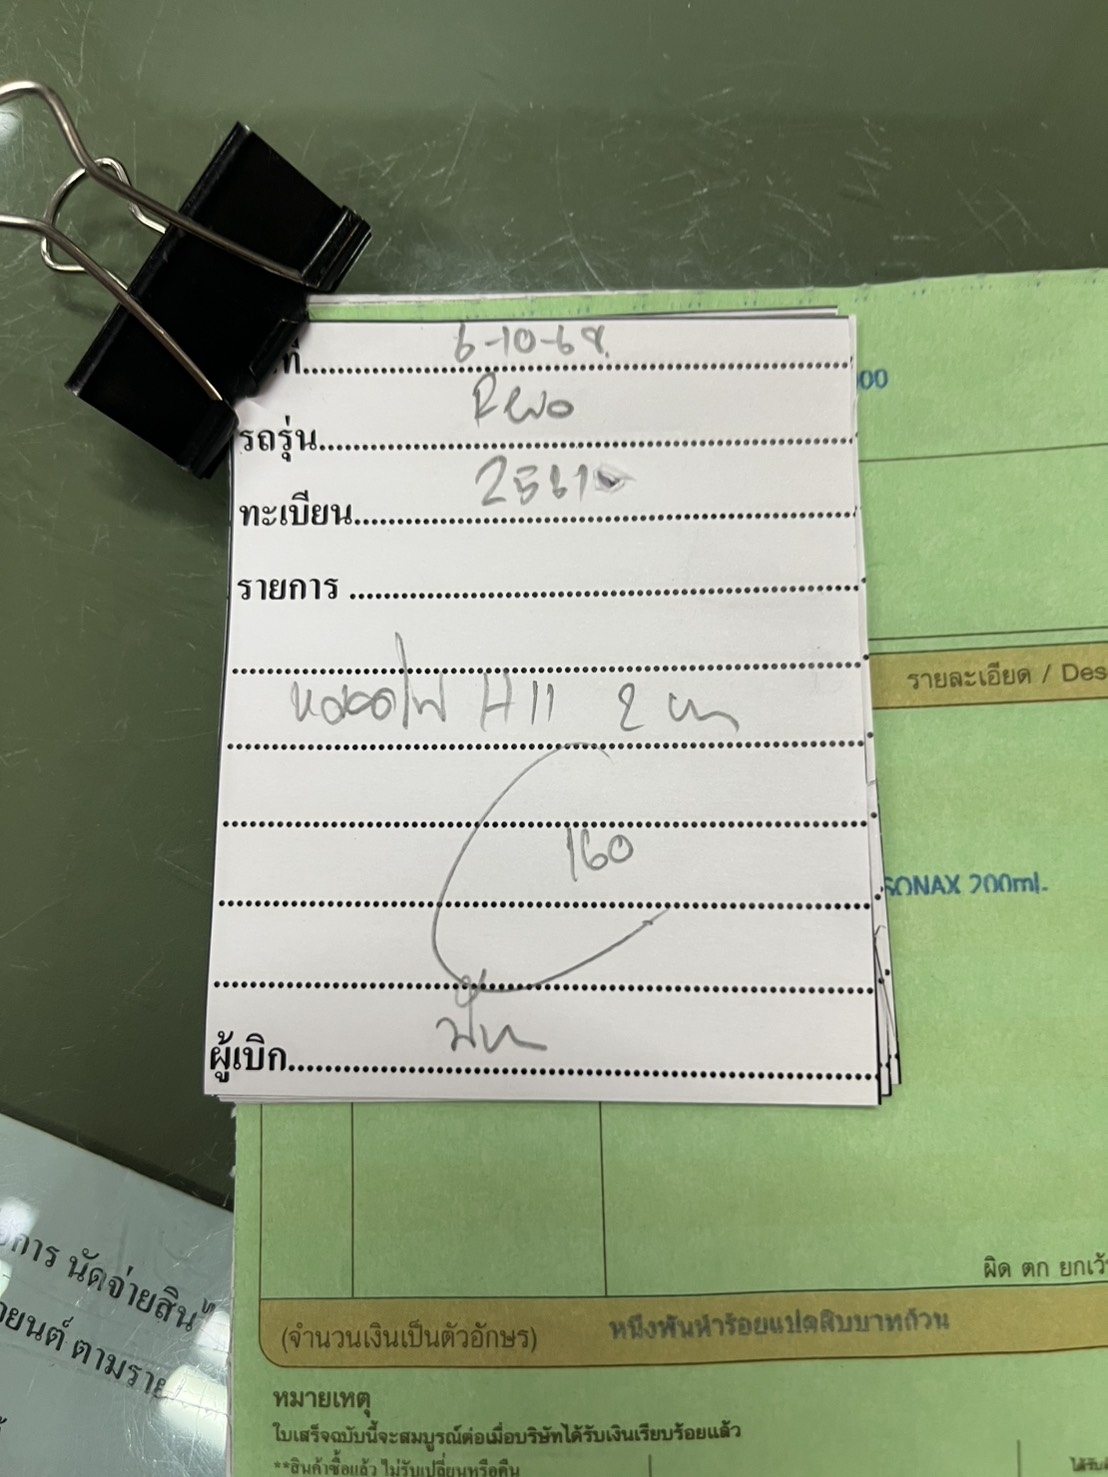 ที่ 6-10-68
000
รถรุ่น Revo
ทะเบียน 2561
รายการ
รายละเอียด / Des
หลอดไฟ H11 2 ขา
160
SONAX 200ml.
ผู้เบิก
การ นัดจ่ายสิน
ยนต์ ตามราย
ผิด ตก ยกเว้
(จำนวนเงินเป็นตัวอักษร) หนึ่งพันห้าร้อยแปดสิบบาทถ้วน
หมายเหตุ
ใบเสร็จฉบับนี้จะสมบูรณ์ต่อเมื่อบริษัทได้รับเงินเรียบร้อยแล้ว
**สินค้าซื้อแล้ว ไม่รับเปลี่ยนหรือคืน
ได้รับ